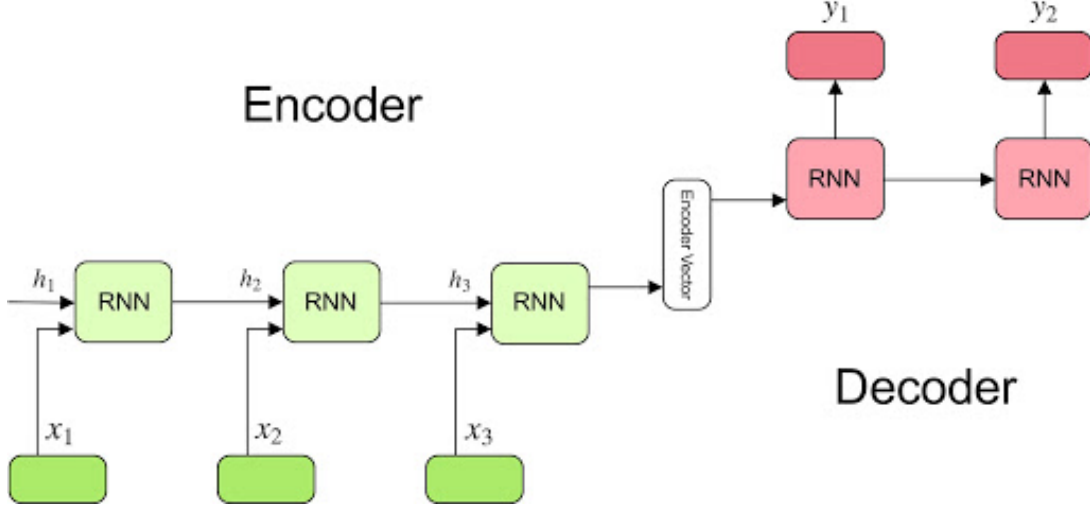 y₁ y₂
Encoder
RNN RNN
Encoder Vector
h₁ RNN h₂ RNN h₃ RNN
Decoder
x₁ x₂ x₃